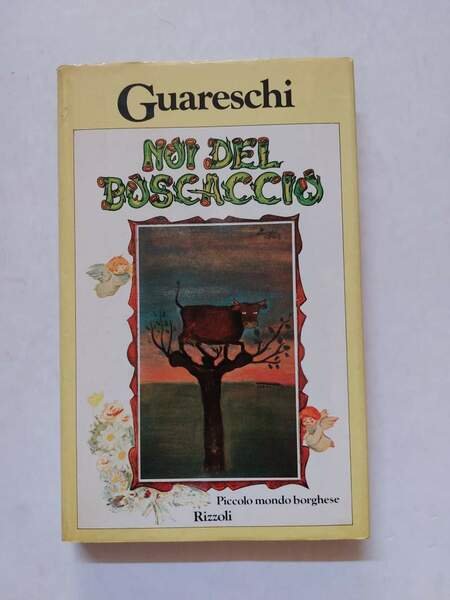 Guareschi
NOI DEL
BOSCACCIO
Piccolo mondo borghese
Rizzoli